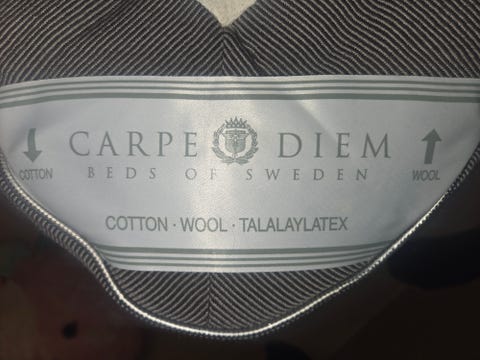 CARPE DIEM
BEDS OF SWEDEN
COTTON
WOOL
COTTON · WOOL · TALALAYLATEX